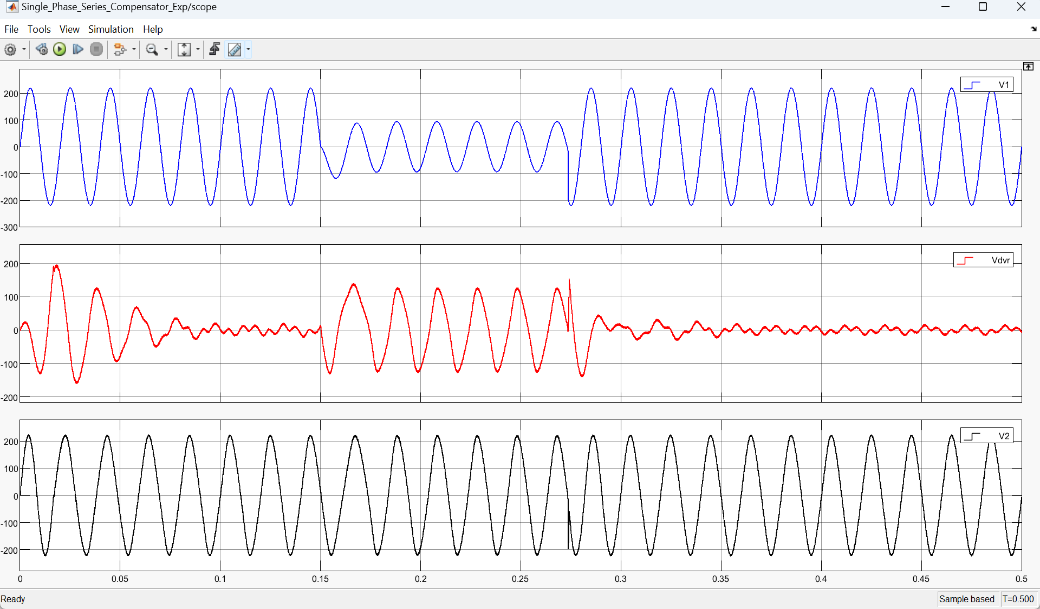 Single_Phase_Series_Compensator_Exp/scope
File Tools View Simulation Help
V1
200
100
0
-100
-200
-300
Vdvr
200
100
0
-100
-200
V2
200
100
0
-100
-200
0 0.05 0.1 0.15 0.2 0.25 0.3 0.35 0.4 0.45 0.5
Ready Sample based T=0.500